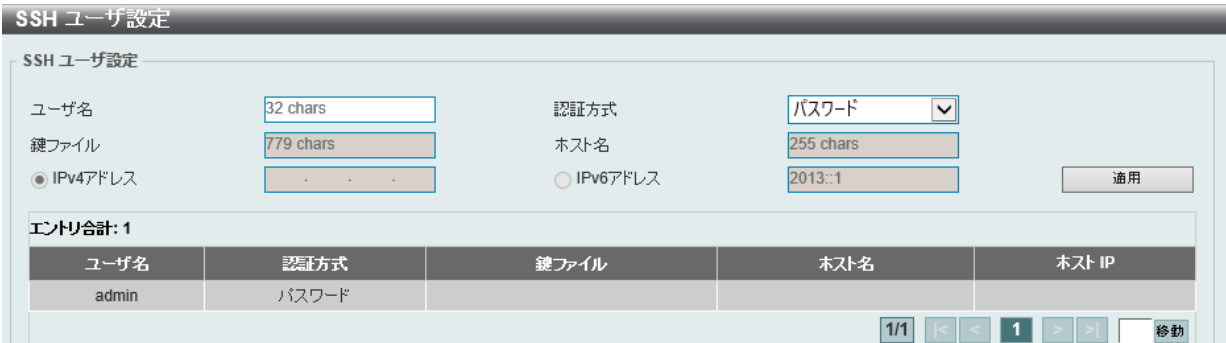 SSH ユーザ設定
SSH ユーザ設定
ユーザ名 32 chars 認証方式 パスワード
鍵ファイル 779 chars ホスト名 255 chars
IPv4アドレス . . . IPv6アドレス 2013::1 適用
エントリ合計: 1
ユーザ名 認証方式 鍵ファイル ホスト名 ホスト IP
admin パスワード
1/1 |< < 1 > >| 移動